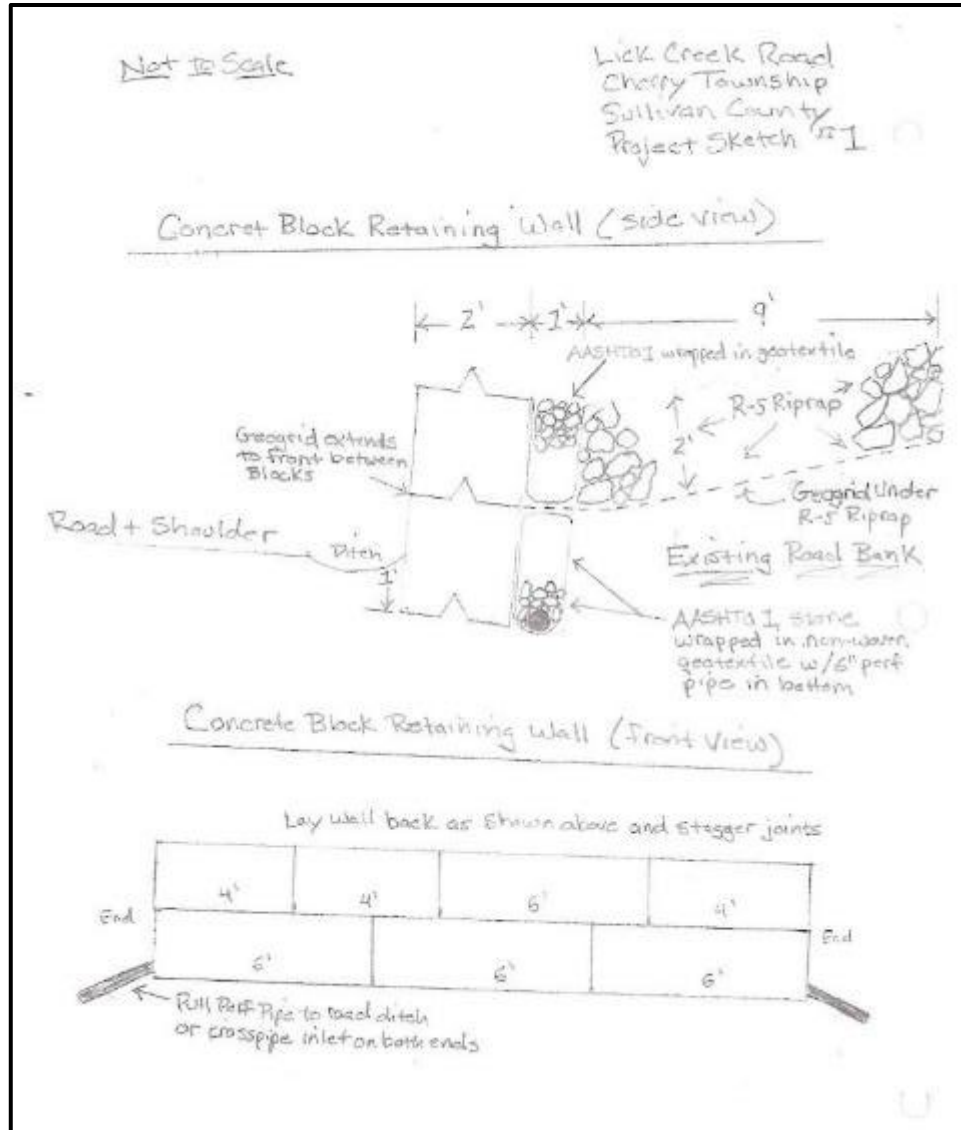 Not to Scale
Lick Creek Road
Cherry Township
Sullivan County
Project Sketch #1
Concret Block Retaining Wall (side view)
2'
1'
9'
AASHTO 1 wrapped in geotextile
R-5 Riprap
2'
Geogrid extends
to front between
Blocks
Geogrid Under
R-5 Riprap
Road + Shoulder
Ditch
1'
Existing Road Bank
AASHTO 1 stone
wrapped in non-woven
geotextile w/6" perf
pipe in bottom
Concrete Block Retaining Wall (front view)
Lay wall back as shown above and stagger joints
4'
4'
6'
4'
End
End
6'
6'
6'
Pull Perf Pipe to road ditch
or crosspipe inlet on both ends